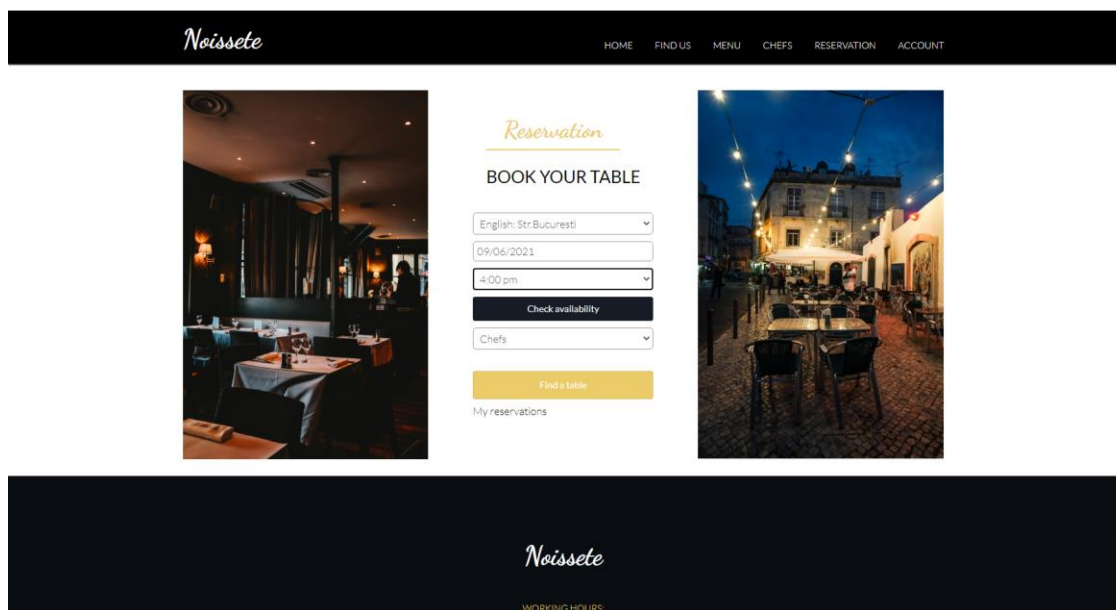 Noissete
HOME FIND US MENU CHEFS RESERVATION ACCOUNT
Reservation
BOOK YOUR TABLE
English: Str.Bucuresti
09/06/2021
4:00 pm
Check availability
Chefs
Find a table
My reservations
Noissete
WORKING HOURS: